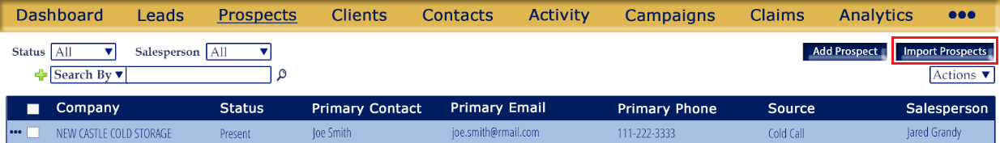 Dashboard Leads Prospects Clients Contacts Activity Campaigns Claims Analytics •••
Status All Salesperson All Add Prospect Import Prospects
Search By Actions
Company Status Primary Contact Primary Email Primary Phone Source Salesperson
••• NEW CASTLE COLD STORAGE Present Joe Smith joe.smith@rmail.com 111-222-3333 Cold Call Jared Grandy